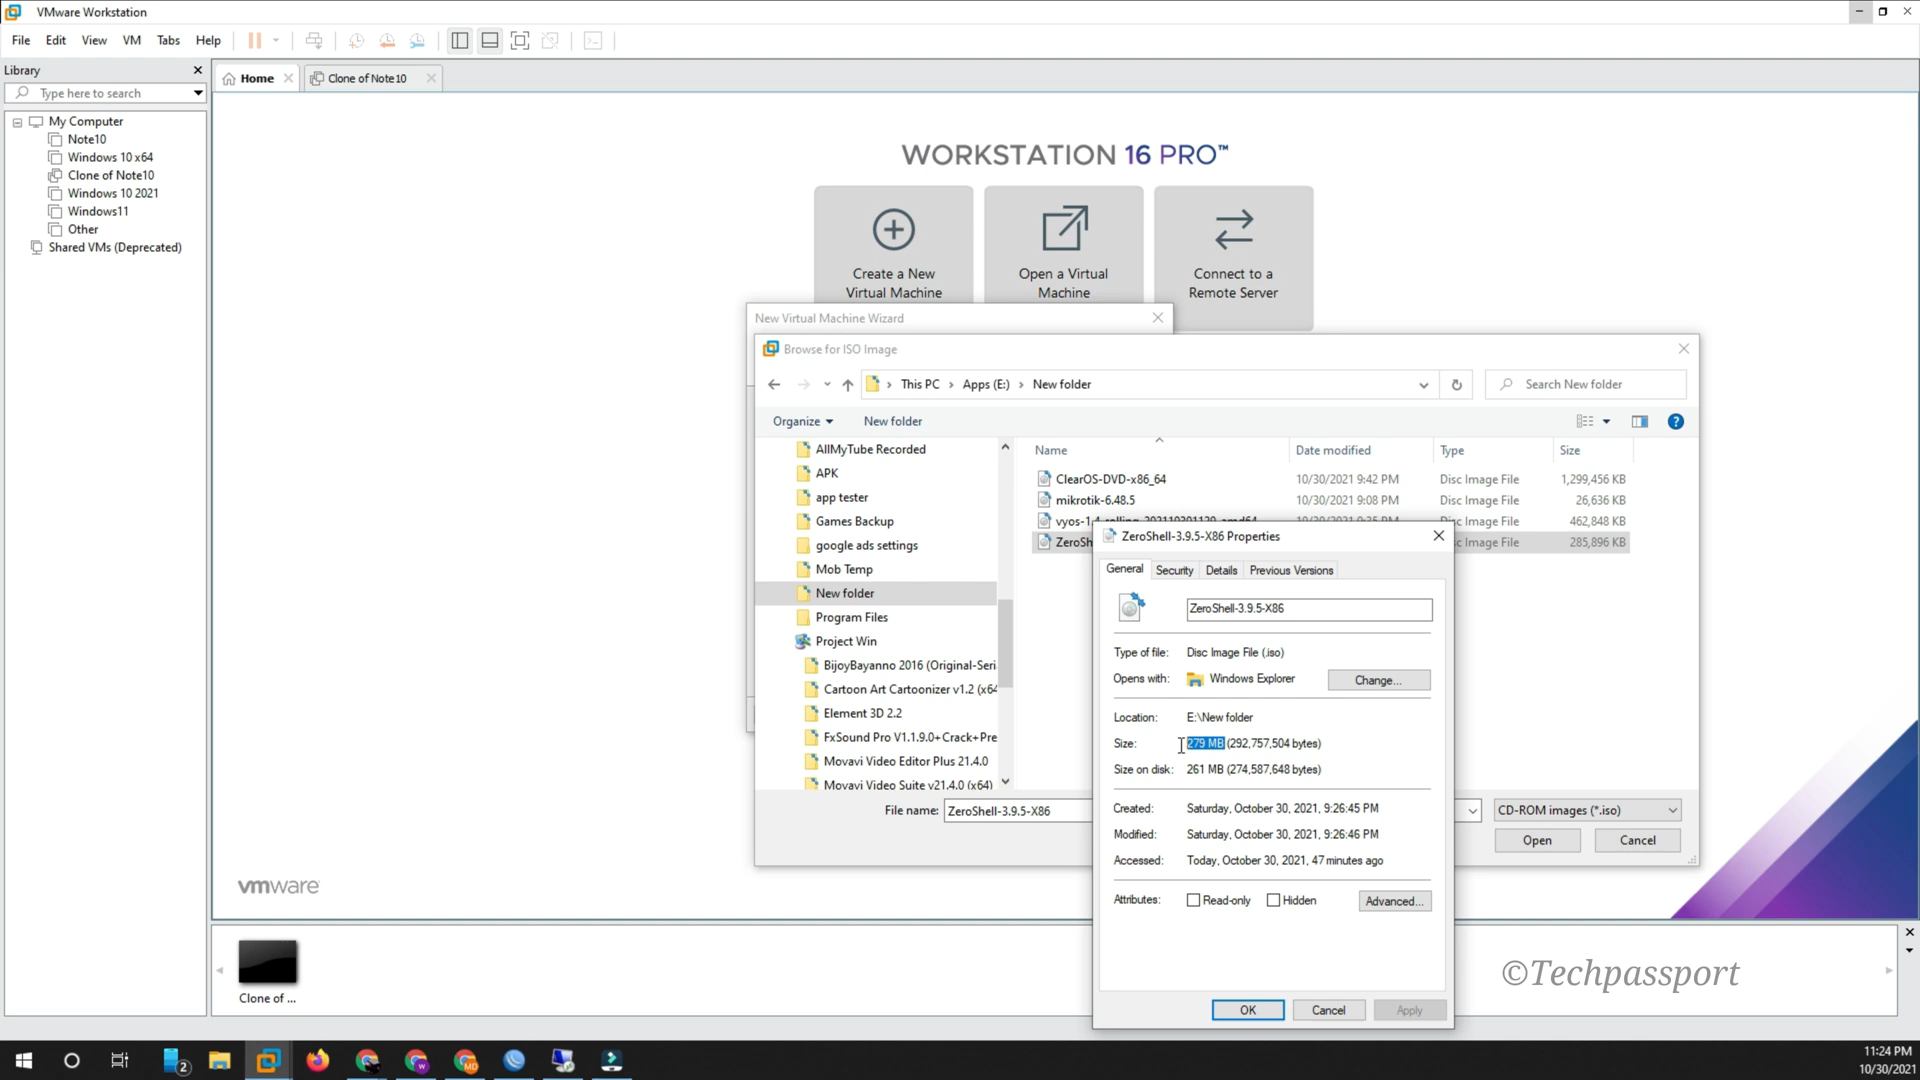 VMware Workstation
File Edit View VM Tabs Help
Library
Type here to search
My Computer
Note10
Windows 10 x64
Clone of Note10
Windows 10 2021
Windows11
Other
Shared VMs (Deprecated)
Home
Clone of Note10
WORKSTATION 16 PRO™
Create a New
Virtual Machine
Open a Virtual
Machine
Connect to a
Remote Server
New Virtual Machine Wizard
Browse for ISO Image
This PC › Apps (E:) › New folder
Search New folder
Organize
New folder
AllMyTube Recorded
APK
app tester
Games Backup
google ads settings
Mob Temp
New folder
Program Files
Project Win
BijoyBayanno 2016 (Original-Seri
Cartoon Art Cartoonizer v1.2 (x64
Element 3D 2.2
FxSound Pro V1.1.9.0+Crack+Pre
Movavi Video Editor Plus 21.4.0
Movavi Video Suite v21.4.0 (x64)
Name Date modified Type Size
ClearOS-DVD-x86_64 10/30/2021 9:42 PM Disc Image File 1,299,456 KB
mikrotik-6.48.5 10/30/2021 9:08 PM Disc Image File 26,636 KB
462,848 KB
ZeroSh
285,896 KB
File name: ZeroShell-3.9.5-X86
CD-ROM images (*.iso)
Open
Cancel
ZeroShell-3.9.5-X86 Properties
General Security Details Previous Versions
ZeroShell-3.9.5-X86
Type of file: Disc Image File (.iso)
Opens with: Windows Explorer
Change...
Location: E:\New folder
Size: 279 MB (292,757,504 bytes)
Size on disk: 261 MB (274,587,648 bytes)
Created: Saturday, October 30, 2021, 9:26:45 PM
Modified: Saturday, October 30, 2021, 9:26:46 PM
Accessed: Today, October 30, 2021, 47 minutes ago
Attributes: Read-only Hidden
Advanced...
OK
Cancel
Apply
vmware
Clone of ...
©Techpassport
2
W
MD
11:24 PM
10/30/2021